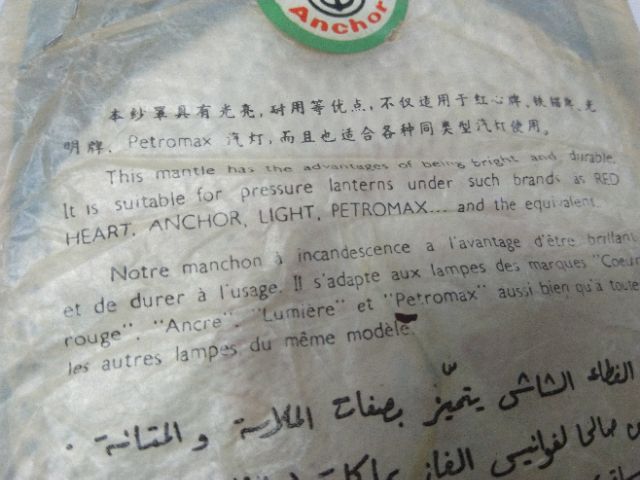 Anchor
本纱罩具有光亮，耐用等优点，不仅适用于红心牌、铁锚牌、光
明牌、Petromax 汽灯，而且也适合各种同类型汽灯使用。
This mantle has the advantages of being bright and durable.
It is suitable for pressure lanterns under such brands as RED
HEART, ANCHOR, LIGHT, PETROMAX... and the equivalent.
Notre manchon à incandescence a l'avantage d'être brillant
et de durer à l'usage. Il s'adapte aux lampes des marques "Coeur
rouge", "Ancre", "Lumière" et "Petromax" aussi bien qu'à toute
les autres lampes du même modèle.
الغطاء الشاشى يتميّز بصفات الملاسة و المتانة .
لفوانيس الغاز